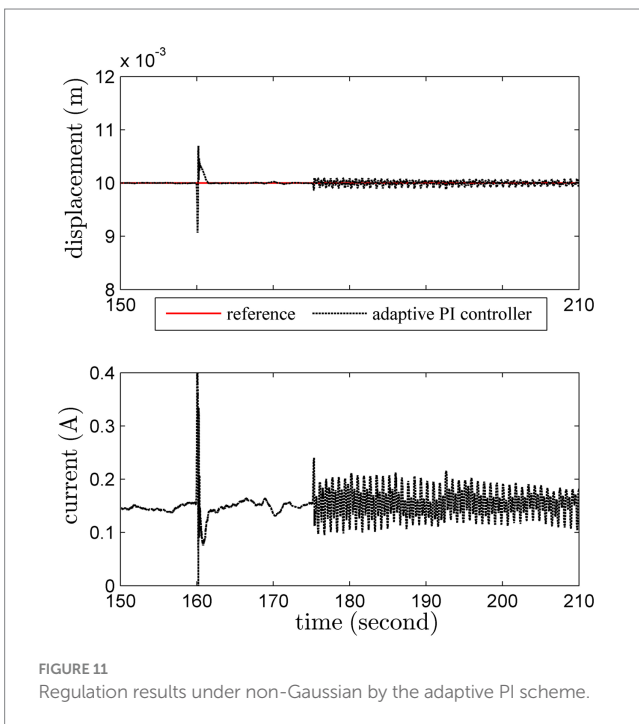 x 10⁻³
12
11
10
9
8
displacement (m)
150
210
reference
adaptive PI controller
0.4
0.3
0.2
0.1
0
current (A)
150 160 170 180 190 200 210
time (second)
FIGURE 11
Regulation results under non-Gaussian by the adaptive PI scheme.